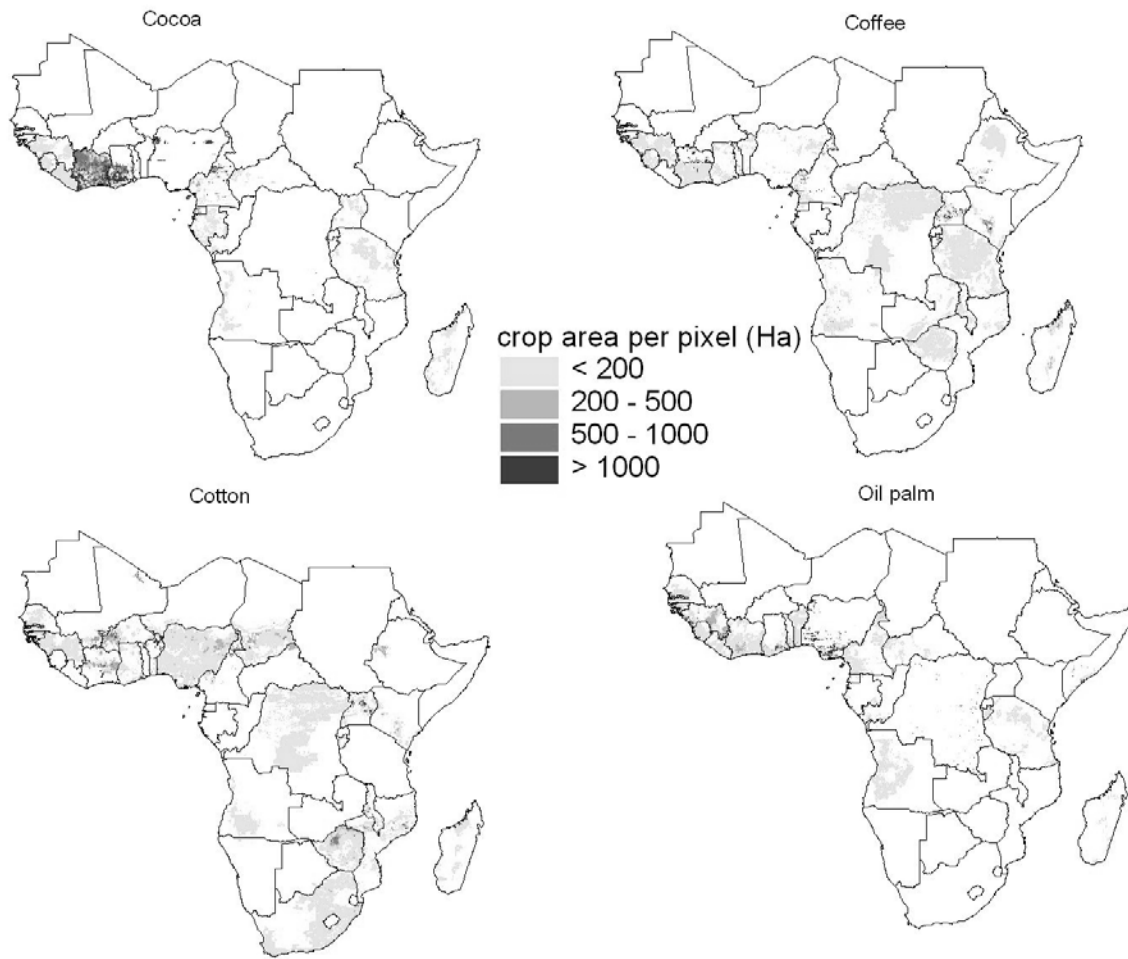 Cocoa
Coffee
crop area per pixel (Ha)
< 200
200 - 500
500 - 1000
> 1000
Cotton
Oil palm